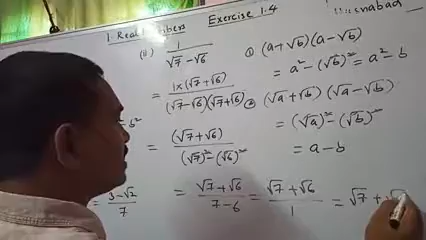 Exercise 1.4
1. Real Numbers
(ii) 1/(√7-√6)
= 1×(√7+√6)/((√7-√6)(√7+√6))
b²
= (√7+√6)/((√7)²-(√6)²)
= (3-√2)/7
= (√7+√6)/(7-6) = (√7+√6)/1 = √7+
① (a+√b)(a-√b)
= a²-(√b)² = a²-b
② (√a+√b)(√a-√b)
= (√a)²-(√b)²
= a-b